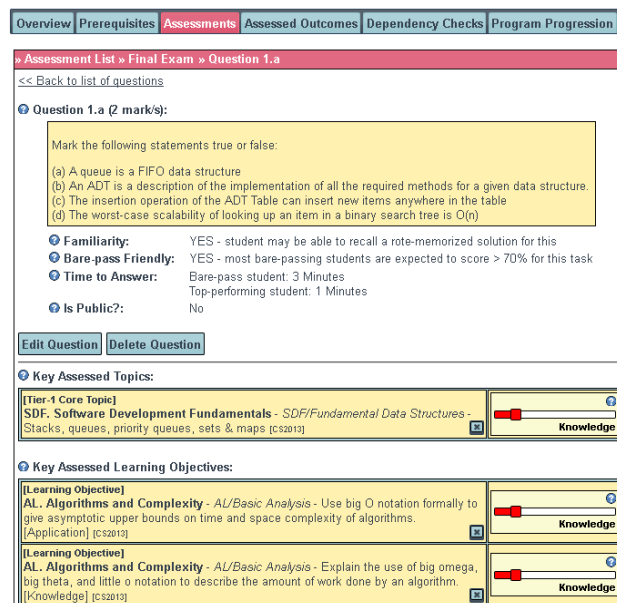 Overview Prerequisites Assessments Assessed Outcomes Dependency Checks Program Progression
» Assessment List » Final Exam » Question 1.a
<< Back to list of questions
Question 1.a (2 mark/s):
Mark the following statements true or false:
(a) A queue is a FIFO data structure
(b) An ADT is a description of the implementation of all the required methods for a given data structure.
(c) The insertion operation of the ADT Table can insert new items anywhere in the table
(d) The worst-case scalability of looking up an item in a binary search tree is O(n)
Familiarity: YES - student may be able to recall a rote-memorized solution for this
Bare-pass Friendly: YES - most bare-passing students are expected to score > 70% for this task
Time to Answer: Bare-pass student: 3 Minutes
Top-performing student: 1 Minutes
Is Public?: No
Edit Question Delete Question
Key Assessed Topics:
[Tier-1 Core Topic]
SDF. Software Development Fundamentals - SDF/Fundamental Data Structures -
Stacks, queues, priority queues, sets & maps [CS2013]
Knowledge
Key Assessed Learning Objectives:
[Learning Objective]
AL. Algorithms and Complexity - AL/Basic Analysis - Use big O notation formally to
give asymptotic upper bounds on time and space complexity of algorithms.
[Application] [CS2013]
Knowledge
[Learning Objective]
AL. Algorithms and Complexity - AL/Basic Analysis - Explain the use of big omega,
big theta, and little o notation to describe the amount of work done by an algorithm.
[Knowledge] [CS2013]
Knowledge